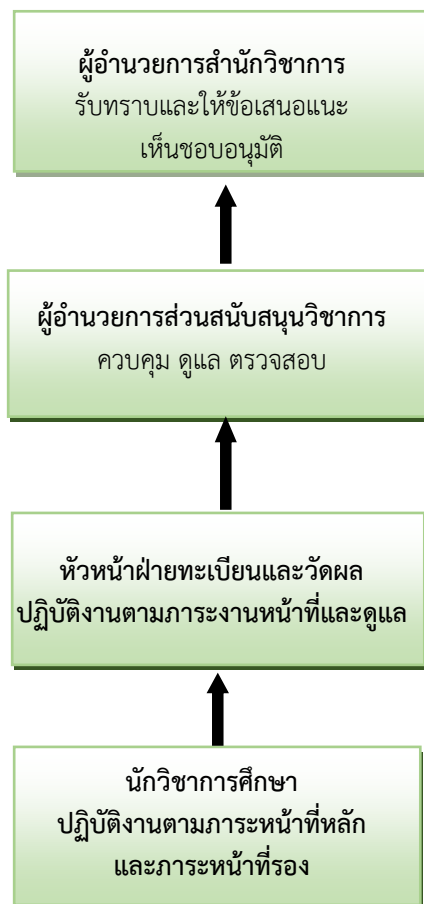 ผู้อำนวยการสำนักวิชาการ
รับทราบและให้ข้อเสนอแนะ
เห็นชอบอนุมัติ
ผู้อำนวยการส่วนสนับสนุนวิชาการ
ควบคุม ดูแล ตรวจสอบ
หัวหน้าฝ่ายทะเบียนและวัดผล
ปฏิบัติงานตามภาระงานหน้าที่และดูแล
นักวิชาการศึกษา
ปฏิบัติงานตามภาระหน้าที่หลัก
และภาระหน้าที่รอง